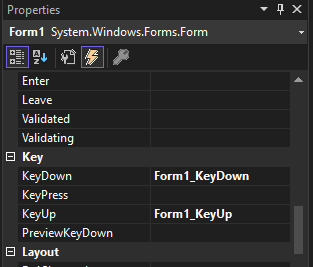 Properties
Form1 System.Windows.Forms.Form
Enter
Leave
Validated
Validating
Key
KeyDown Form1_KeyDown
KeyPress
KeyUp Form1_KeyUp
PreviewKeyDown
Layout